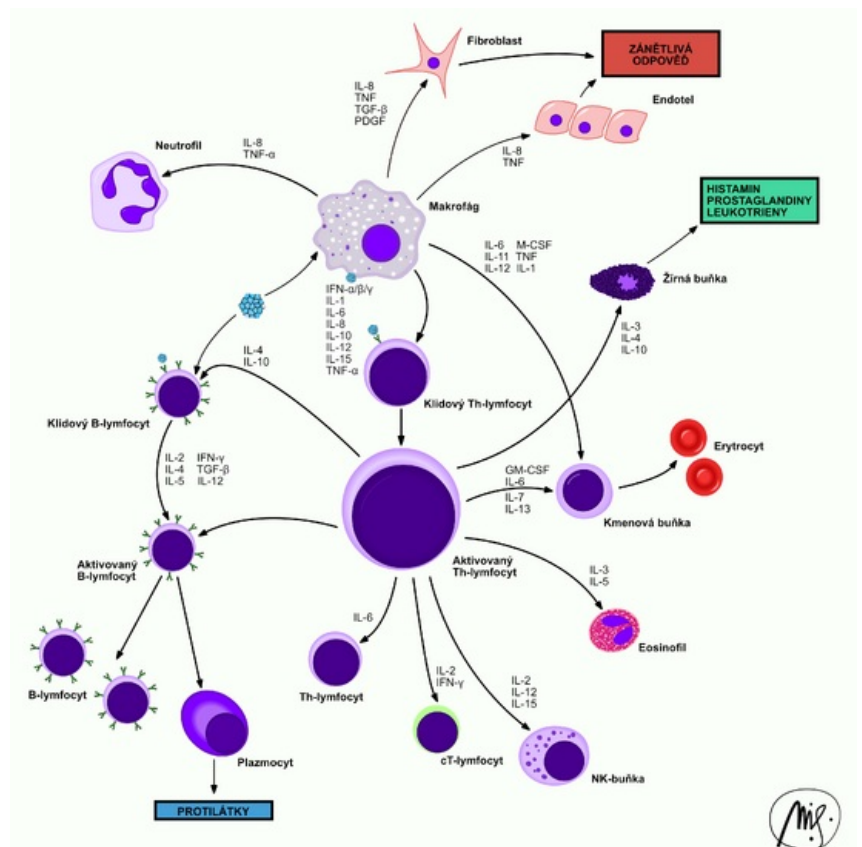 Fibroblast
ZÁNĚTLIVÁ
ODPOVĚĎ
IL-8
TNF
TGF-β
PDGF
Endotel
Neutrofil
IL-8
TNF-α
IL-8
TNF
Makrofág
HISTAMIN
PROSTAGLANDINY
LEUKOTRIENY
IL-6 M-CSF
IL-11 TNF
IL-12 IL-1
Žírná buňka
IFN-α/β/γ
IL-1
IL-6
IL-8
IL-10
IL-12
IL-15
TNF-α
IL-3
IL-4
IL-10
IL-4
IL-10
Klidový Th-lymfocyt
Klidový B-lymfocyt
Erytrocyt
IL-2 IFN-γ
IL-4 TGF-β
IL-5 IL-12
GM-CSF
IL-6
IL-7
IL-13
Kmenová buňka
Aktivovaný
Th-lymfocyt
Aktivovaný
B-lymfocyt
IL-3
IL-5
IL-6
Eosinofil
IL-2
IFN-γ
IL-2
IL-12
IL-15
B-lymfocyt
Th-lymfocyt
Plazmocyt
cT-lymfocyt
NK-buňka
PROTILÁTKY